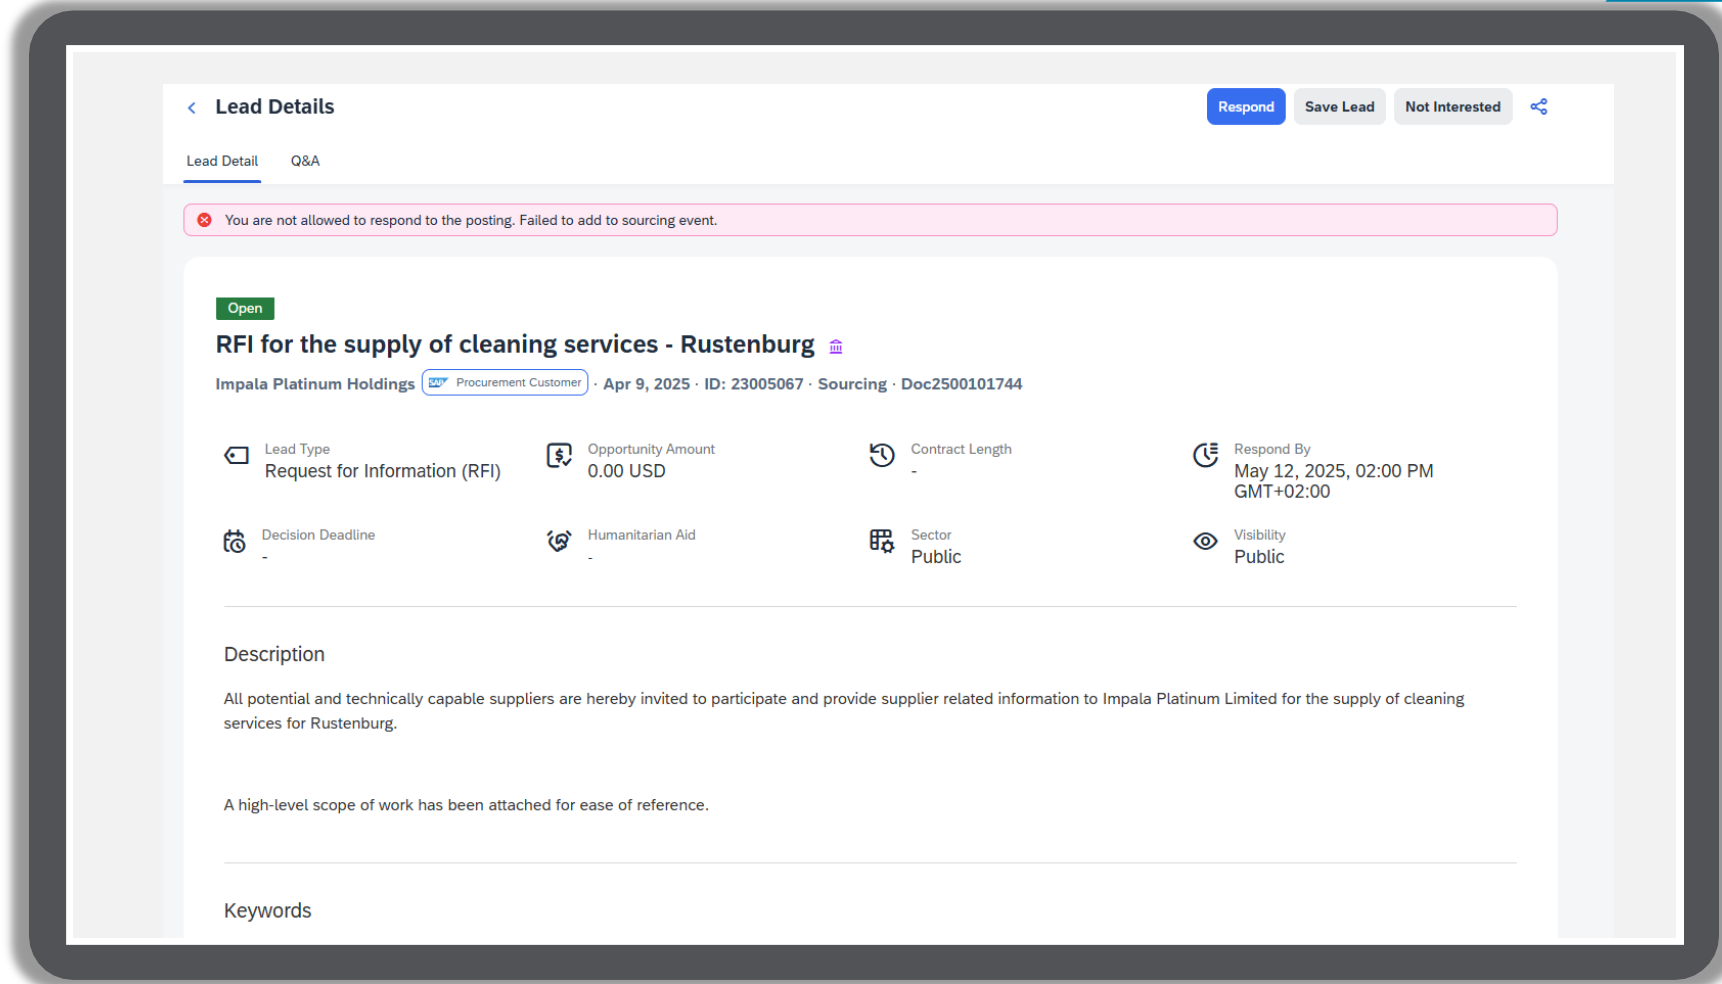 Lead Details
Respond
Save Lead
Not Interested
Lead Detail
Q&A
You are not allowed to respond to the posting. Failed to add to sourcing event.
Open
RFI for the supply of cleaning services - Rustenburg
Impala Platinum Holdings SAP Procurement Customer · Apr 9, 2025 · ID: 23005067 · Sourcing · Doc2500101744
Lead Type
Request for Information (RFI)
Opportunity Amount
0.00 USD
Contract Length
-
Respond By
May 12, 2025, 02:00 PM
GMT+02:00
Decision Deadline
-
Humanitarian Aid
-
Sector
Public
Visibility
Public
Description
All potential and technically capable suppliers are hereby invited to participate and provide supplier related information to Impala Platinum Limited for the supply of cleaning
services for Rustenburg.
A high-level scope of work has been attached for ease of reference.
Keywords